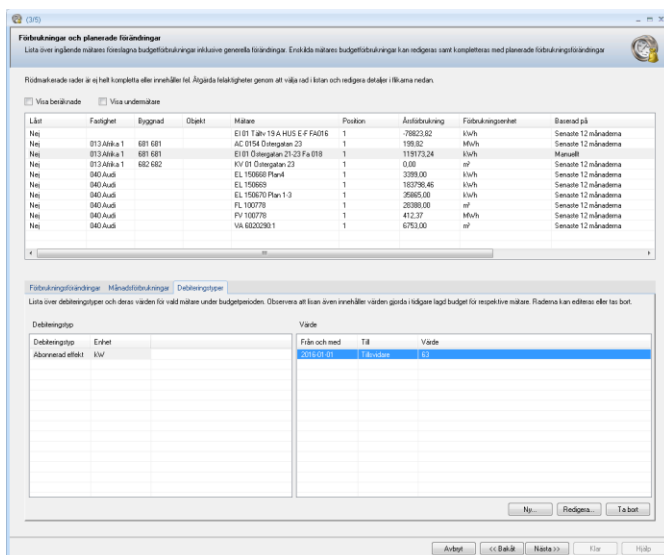 (3/5)
Förbrukningar och planerade förändringar
Lista över ingående mätares föreslagna budgetförbrukningar inklusive generella förändringar. Enskilda mätares budgetförbrukningar kan redigeras samt kompletteras med planerade förbrukningsförändringar
Rödmarkerade rader är ej helt kompletta eller innehåller fel. Åtgärda felaktigheter genom att välja rad i listan och redigera detaljer i flikarna nedan.
Visa beräknade Visa undermätare
Låst Fastighet Byggnad Objekt Mätare Position Årsförbrukning Förbrukningsenhet Baserad på
Nej El 01 Tältv 19 A HUS E-F FA016 1 -78823,82 kWh Senaste 12 månaderna
Nej 013 Afrika 1 681 681 AC 0154 Östergatan 23 1 199,82 MWh Senaste 12 månaderna
Nej 013 Afrika 1 681 681 El 01 Östergatan 21-23 Fa 018 1 119173,24 kWh Manuellt
Nej 013 Afrika 1 682 682 KV 01 Östergatan 23 1 0,00 m³ Senaste 12 månaderna
Nej 040 Audi EL 150668 Plan4 1 3399,00 kWh Senaste 12 månaderna
Nej 040 Audi EL 150669 1 183798,46 kWh Senaste 12 månaderna
Nej 040 Audi EL 150670 Plan 1-3 1 35865,00 kWh Senaste 12 månaderna
Nej 040 Audi FL 100778 1 28388,00 m³ Senaste 12 månaderna
Nej 040 Audi FV 100778 1 412,37 MWh Senaste 12 månaderna
Nej 040 Audi VA 6020290:1 1 6753,00 m³ Senaste 12 månaderna
Förbrukningsförändringar Månadsförbrukningar Debiteringstyper
Lista över debiteringstyper och deras värden för vald mätare under budgetperioden. Observera att listan även innehåller värden gjorda i tidigare lagd budget för respektive mätare. Raderna kan editeras eller tas bort.
Debiteringstyp Värde
Debiteringstyp Enhet Från och med Till Värde
Abonnerad effekt kW 2016-01-01 Tillsvidare 63
Ny... Redigera... Ta bort
Avbryt << Bakåt Nästa >> Klar Hjälp